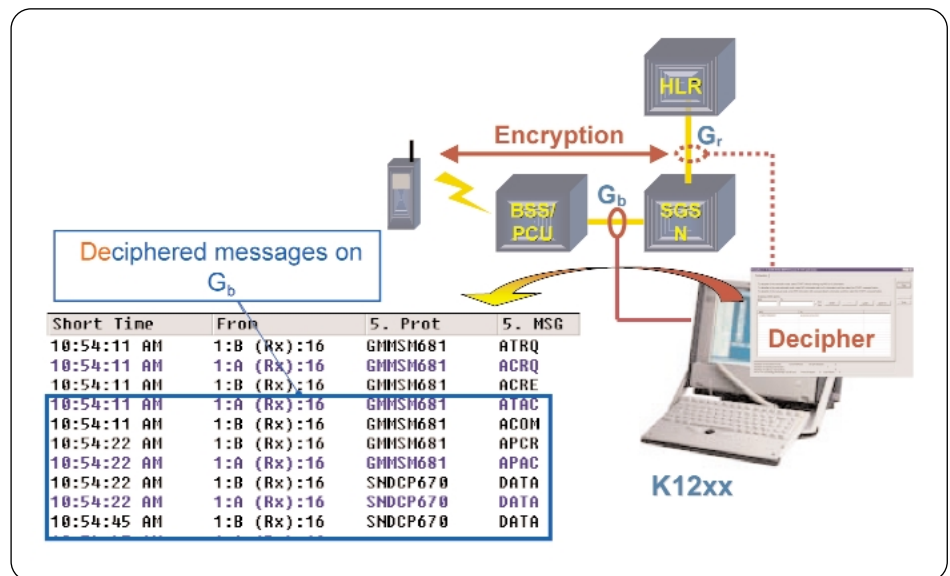 HLR
Encryption
Gr
Gb
BSS/
PCU
SGS
N
Deciphered messages on
Gb
Decipher
K12xx
Short Time From 5. Prot 5. MSG
10:54:11 AM 1:B (Rx):16 GMMSM681 ATRQ
10:54:11 AM 1:A (Rx):16 GMMSM681 ACRQ
10:54:11 AM 1:B (Rx):16 GMMSM681 ACRE
10:54:11 AM 1:A (Rx):16 GMMSM681 ATAC
10:54:11 AM 1:B (Rx):16 GMMSM681 ACOM
10:54:22 AM 1:B (Rx):16 GMMSM681 APCR
10:54:22 AM 1:A (Rx):16 GMMSM681 APAC
10:54:22 AM 1:B (Rx):16 SNDCP670 DATA
10:54:22 AM 1:A (Rx):16 SNDCP670 DATA
10:54:45 AM 1:B (Rx):16 SNDCP670 DATA